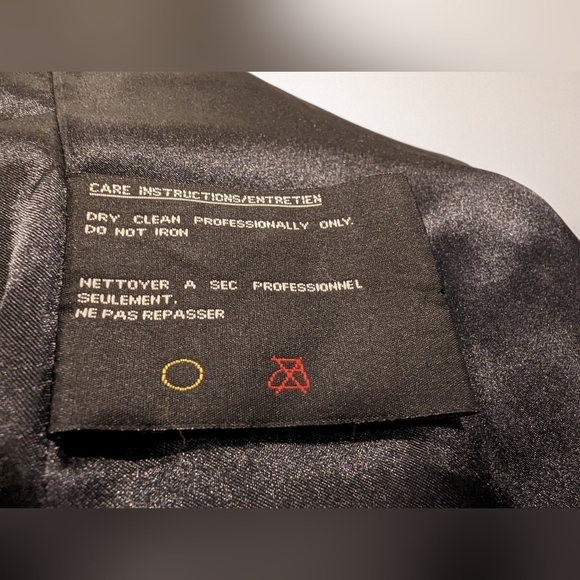 CARE INSTRUCTIONS/ENTRETIEN
DRY CLEAN PROFESSIONALLY ONLY.
DO NOT IRON
NETTOYER A SEC PROFESSIONNEL
SEULEMENT.
NE PAS REPASSER